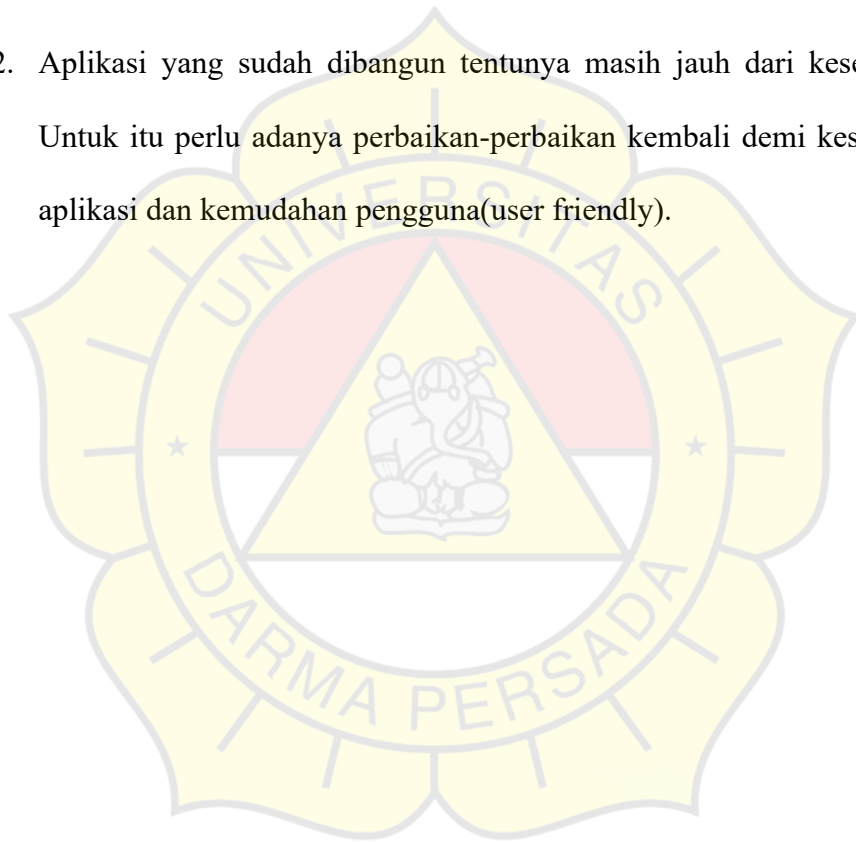 2. Aplikasi yang sudah dibangun tentunya masih jauh dari
Untuk itu perlu adanya perbaikan-perbaikan kembali demi
aplikasi dan kemudahan pengguna(user friendly).
UNIVERSITAS
DARMA PERSADA